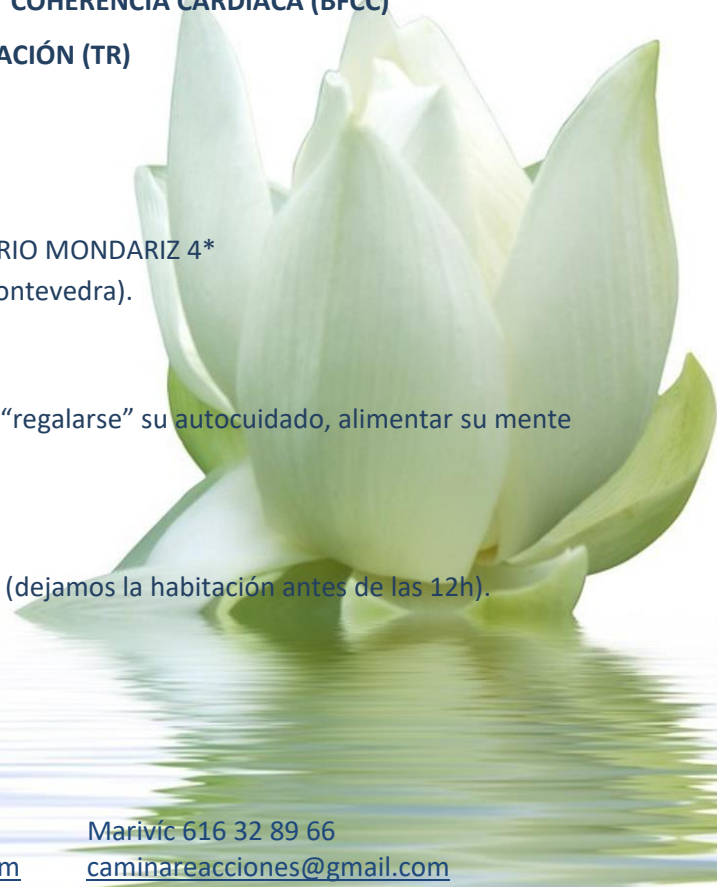 COHERENCIA CARDIACA (BFCC)
ACIÓN (TR)
RIO MONDARIZ 4*
ontevedra).
“regalarse” su autocuidado, alimentar su mente
(dejamos la habitación antes de las 12h).
Marivíc 616 32 89 66
m caminareacciones@gmail.com